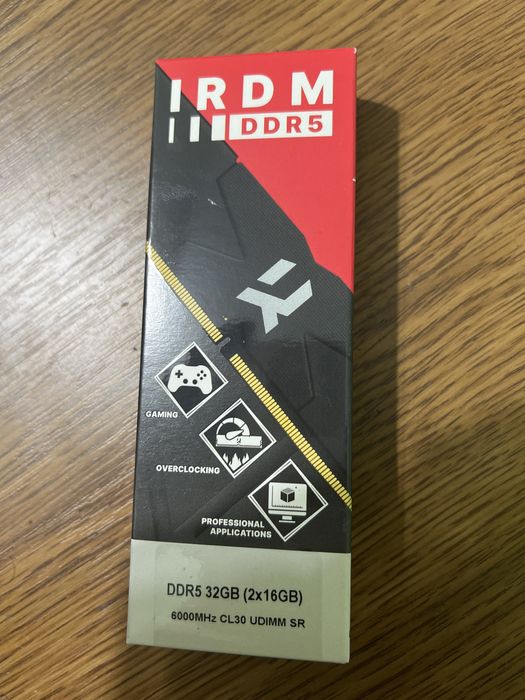 IRDM
DDR5
GAMING
OVERCLOCKING
PROFESSIONAL
APPLICATIONS
DDR5 32GB (2x16GB)
6000MHz CL30 UDIMM SR